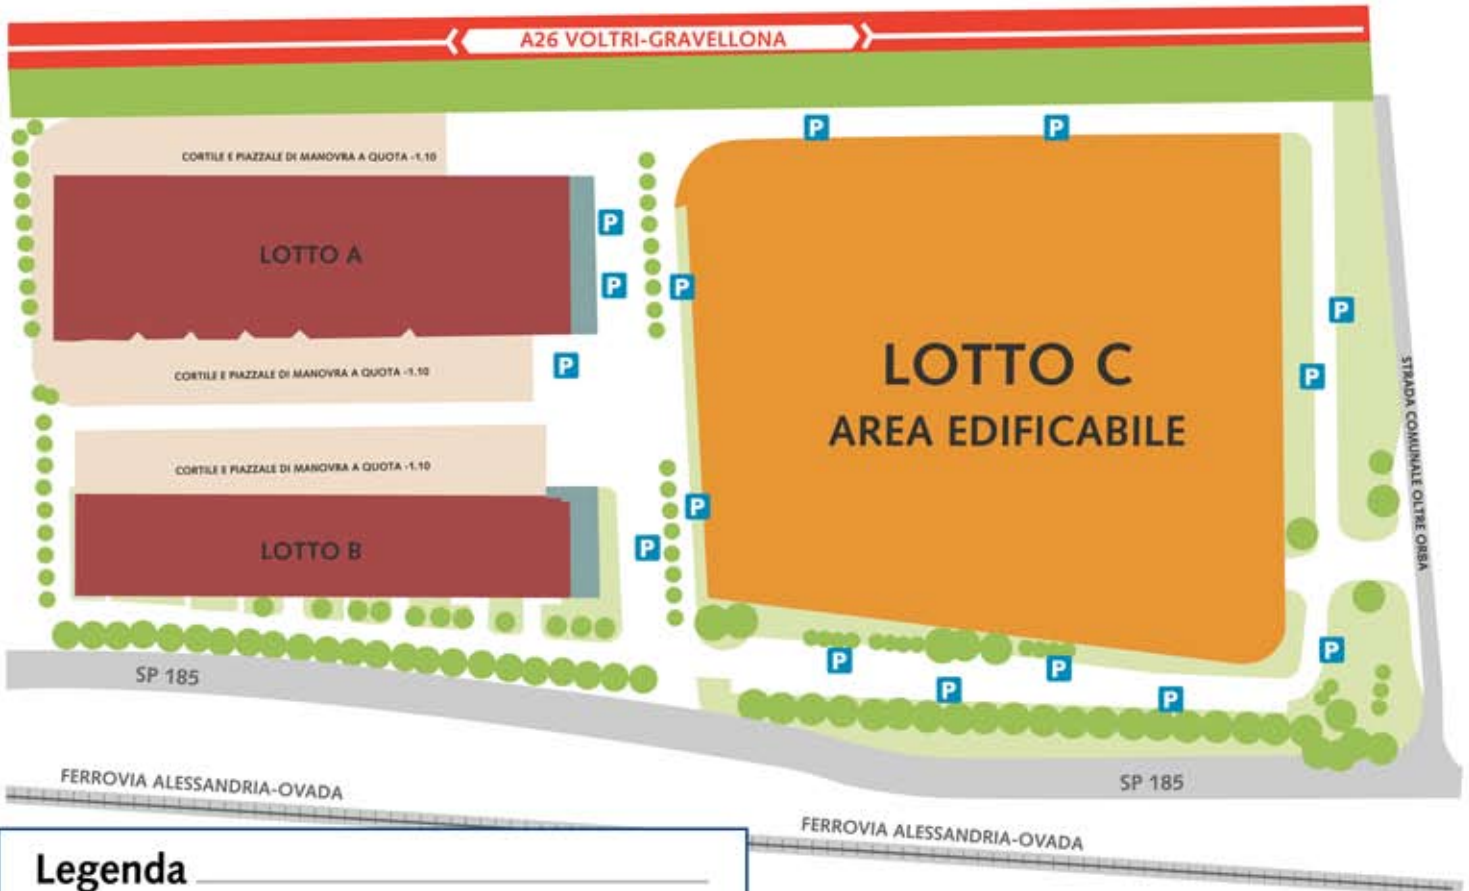 A26 VOLTRI-GRAVELLONA
P
P
CORTILE E PIAZZALE DI MANOVRA A QUOTA -1.10
P
LOTTO A
P
P
P
P
LOTTO C
CORTILE E PIAZZALE DI MANOVRA A QUOTA -1.10
P
P
AREA EDIFICABILE
STRADA COMUNALE OLTRE ORBA
CORTILE E PIAZZALE DI MANOVRA A QUOTA -1.10
P
LOTTO B
P
P
P
P
SP 185
P
P
SP 185
FERROVIA ALESSANDRIA-OVADA
FERROVIA ALESSANDRIA-OVADA
Legenda